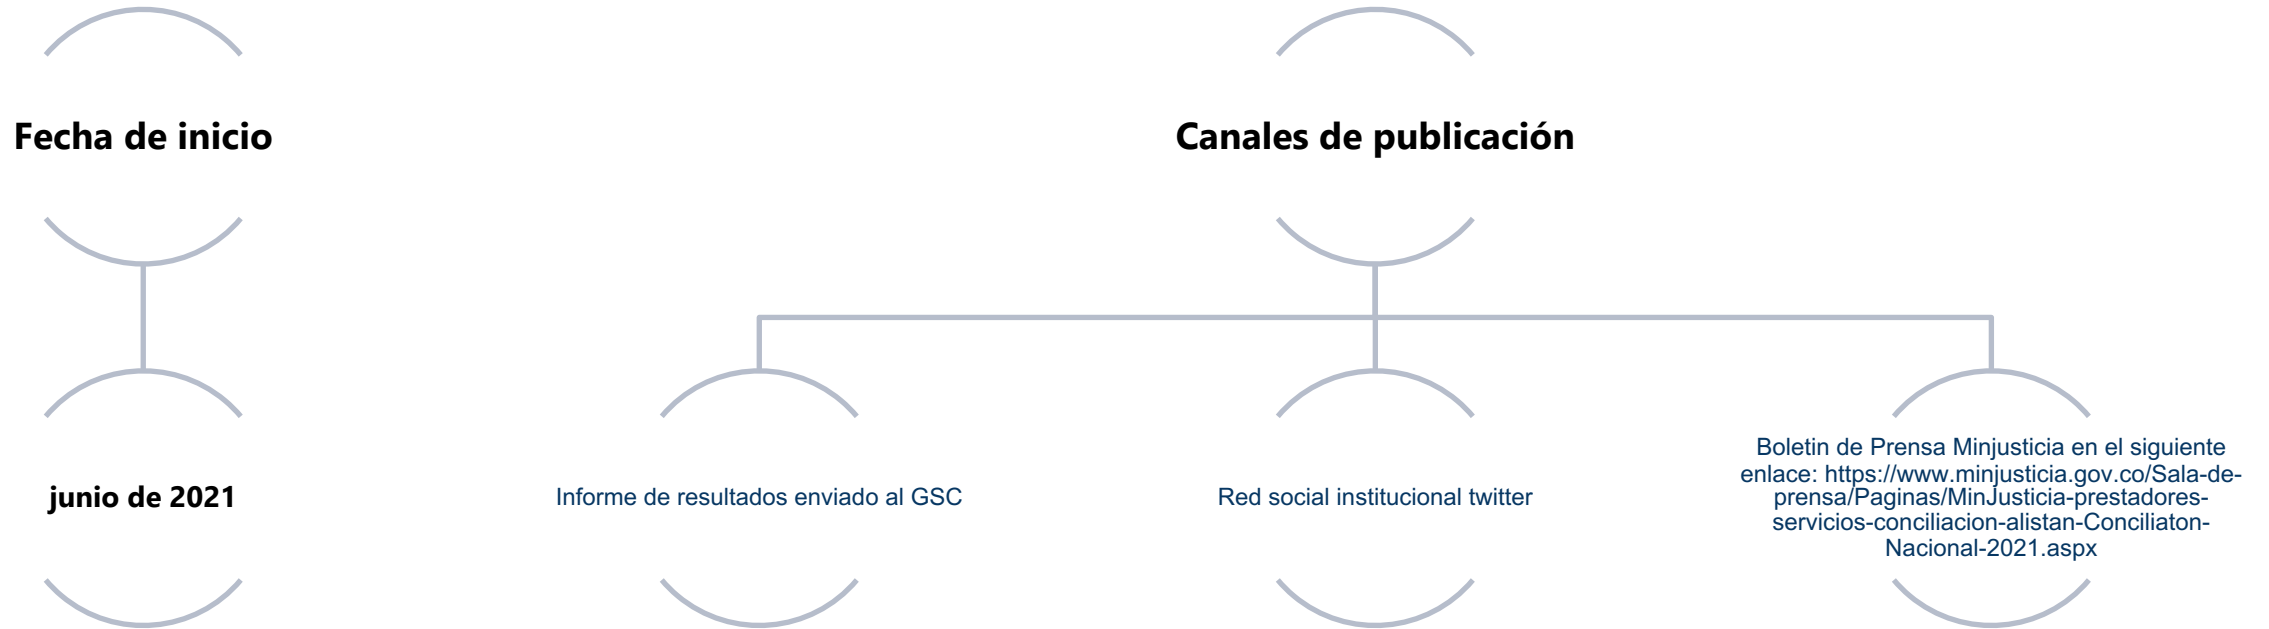 Fecha de inicio
Canales de publicación
junio de 2021
Informe de resultados enviado al GSC
Red social institucional twitter
Boletin de Prensa Minjusticia en el siguiente
enlace: https://www.minjusticia.gov.co/Sala-de-
prensa/Paginas/MinJusticia-prestadores-
servicios-conciliacion-alistan-Conciliaton-
Nacional-2021.aspx